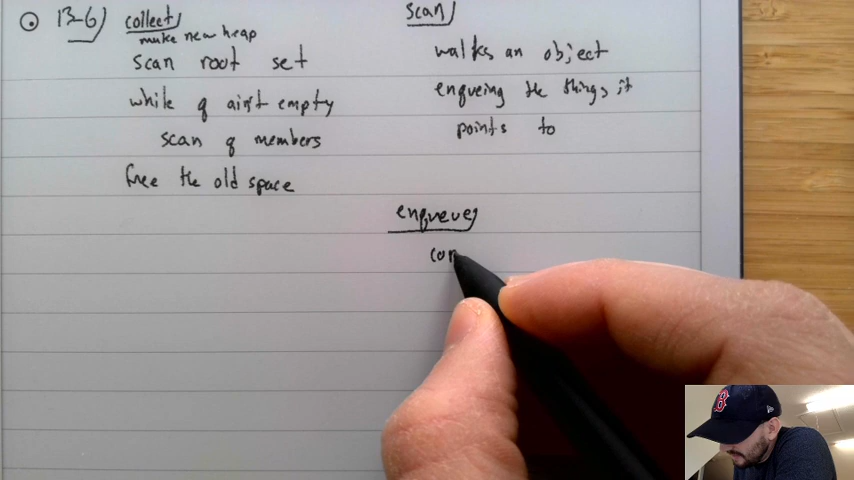 13-6) collect/
make new heap
scan root set
while q ain't empty
scan q members
free the old space
scan/
walks an object
enqueing the things it
points to
enqueue/
B